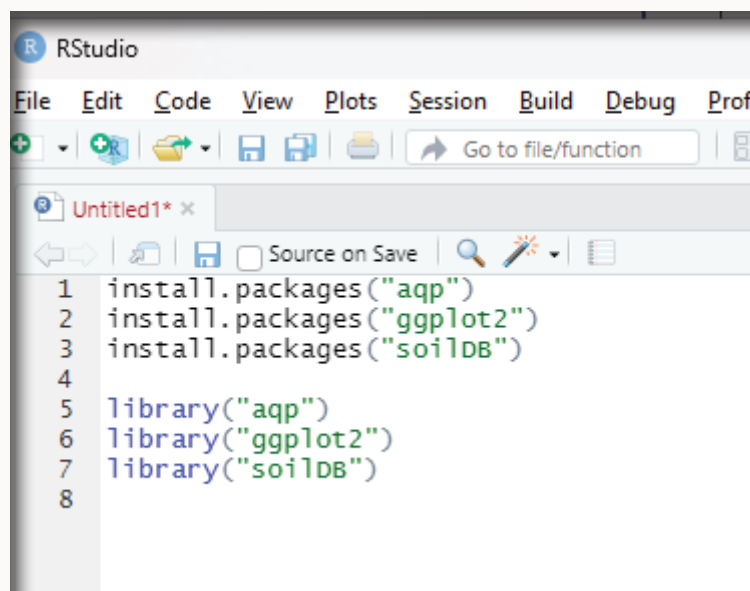 R RStudio
File Edit Code View Plots Session Build Debug
Go to file/function
Untitled1*
Source on Save
1 install.packages("aqp")
2 install.packages("ggplot2")
3 install.packages("soilDB")
4
5 library("aqp")
6 library("ggplot2")
7 library("soilDB")
8